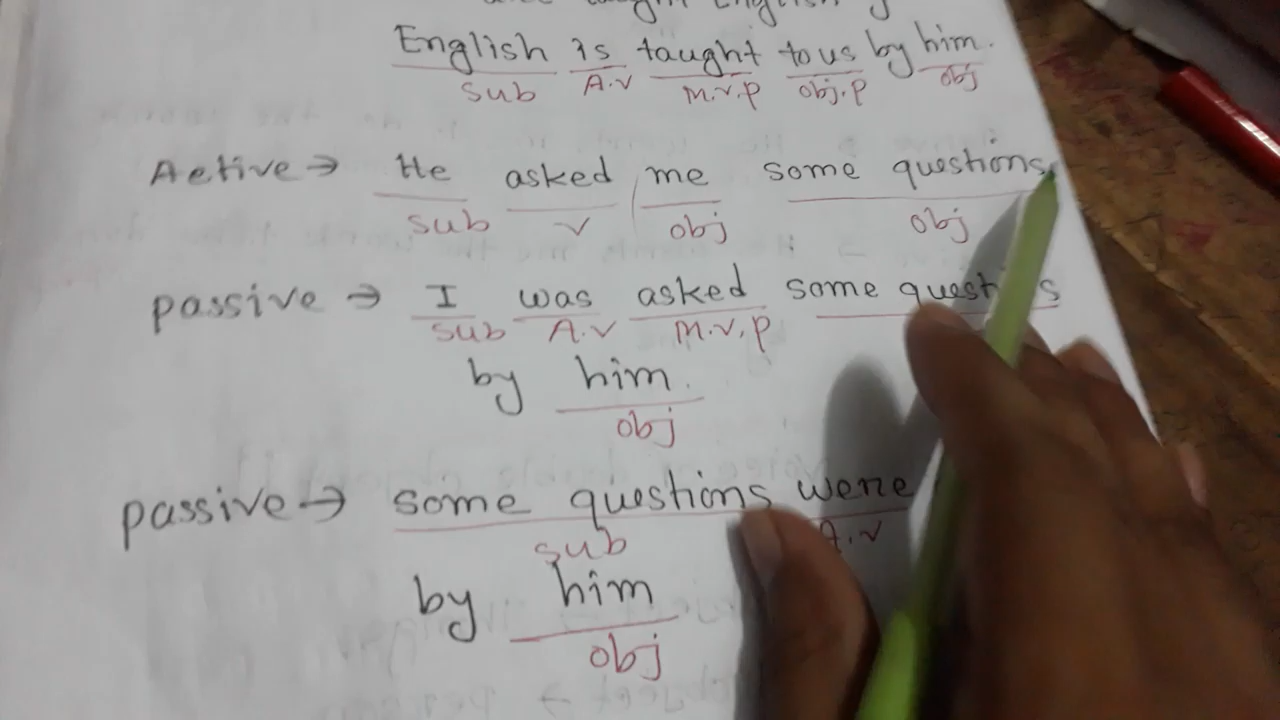 English is taught to us by him.
sub A.v M.v.p obj.p obj
Active → He asked me some questions
sub v obj obj
passive → I was asked some
sub A.v M.v.p
by him.
obj
passive → some questions were
sub A.v
by him
obj